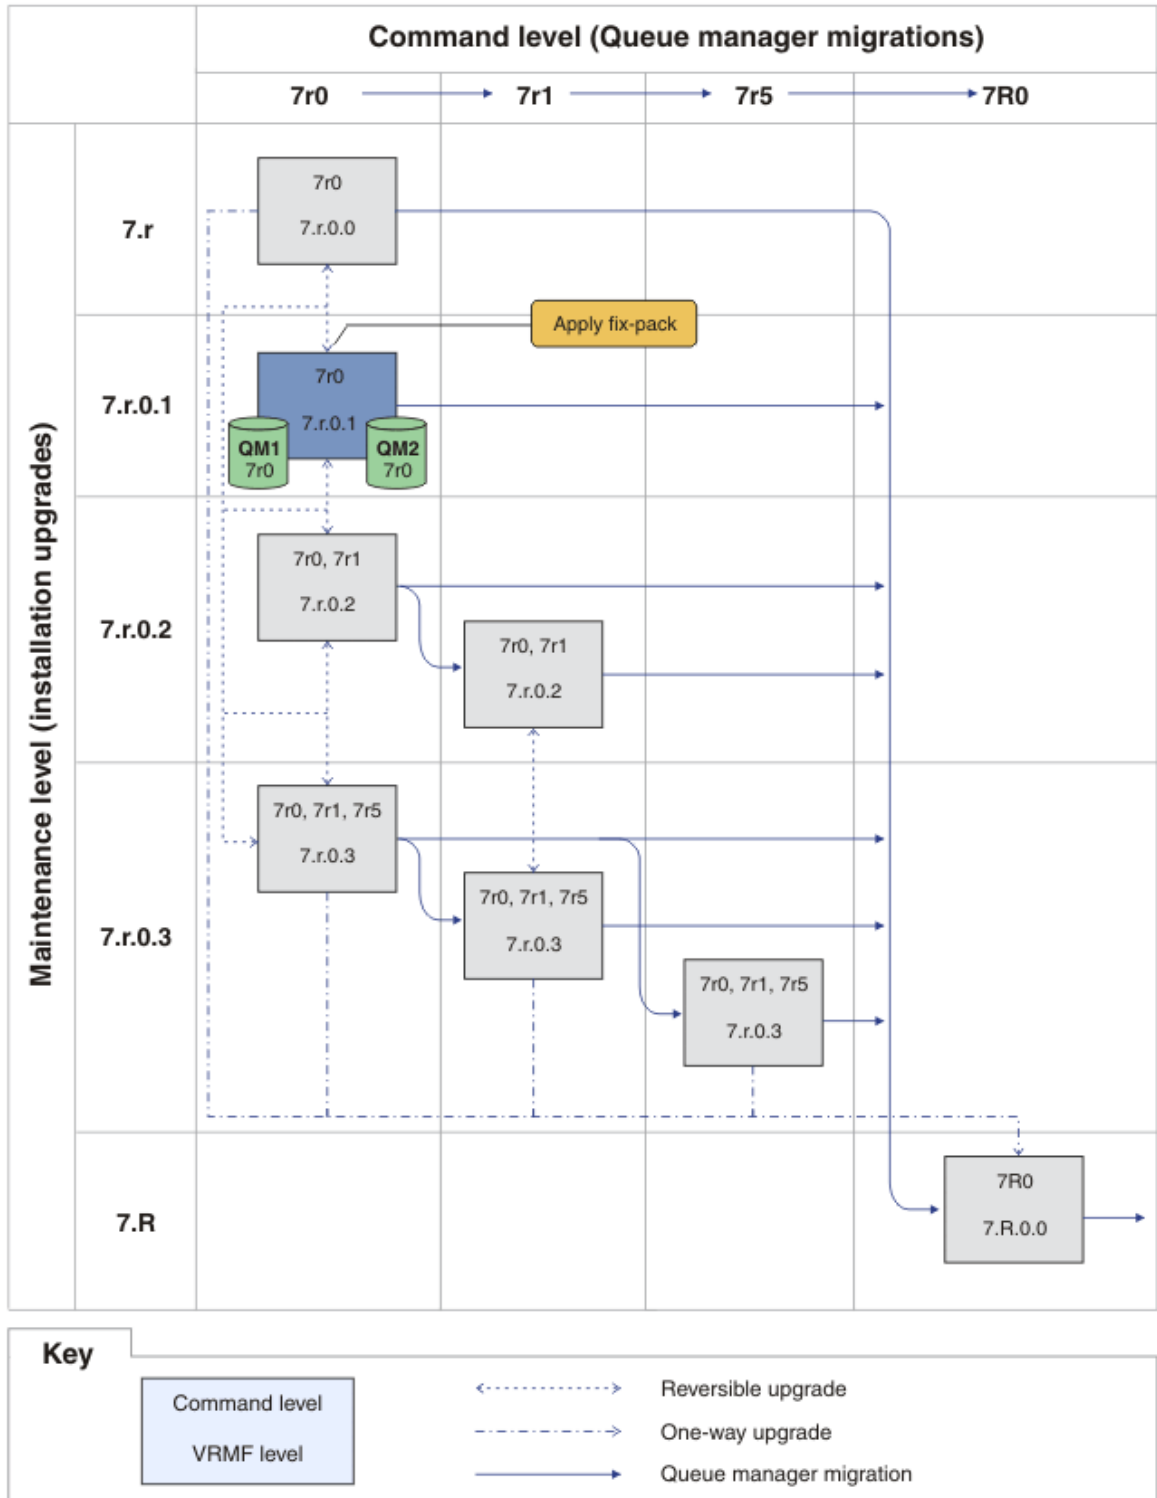 Command level (Queue manager migrations)
7r0
7r1
7r5
7R0
Maintenance level (installation upgrades)
7.r
7r0
7.r.0.0
Apply fix-pack
7.r.0.1
7r0
7.r.0.1
QM1
7r0
QM2
7r0
7.r.0.2
7r0, 7r1
7.r.0.2
7r0, 7r1
7.r.0.2
7.r.0.3
7r0, 7r1, 7r5
7.r.0.3
7r0, 7r1, 7r5
7.r.0.3
7r0, 7r1, 7r5
7.r.0.3
7.R
7R0
7.R.0.0
Key
Command level
VRMF level
Reversible upgrade
One-way upgrade
Queue manager migration